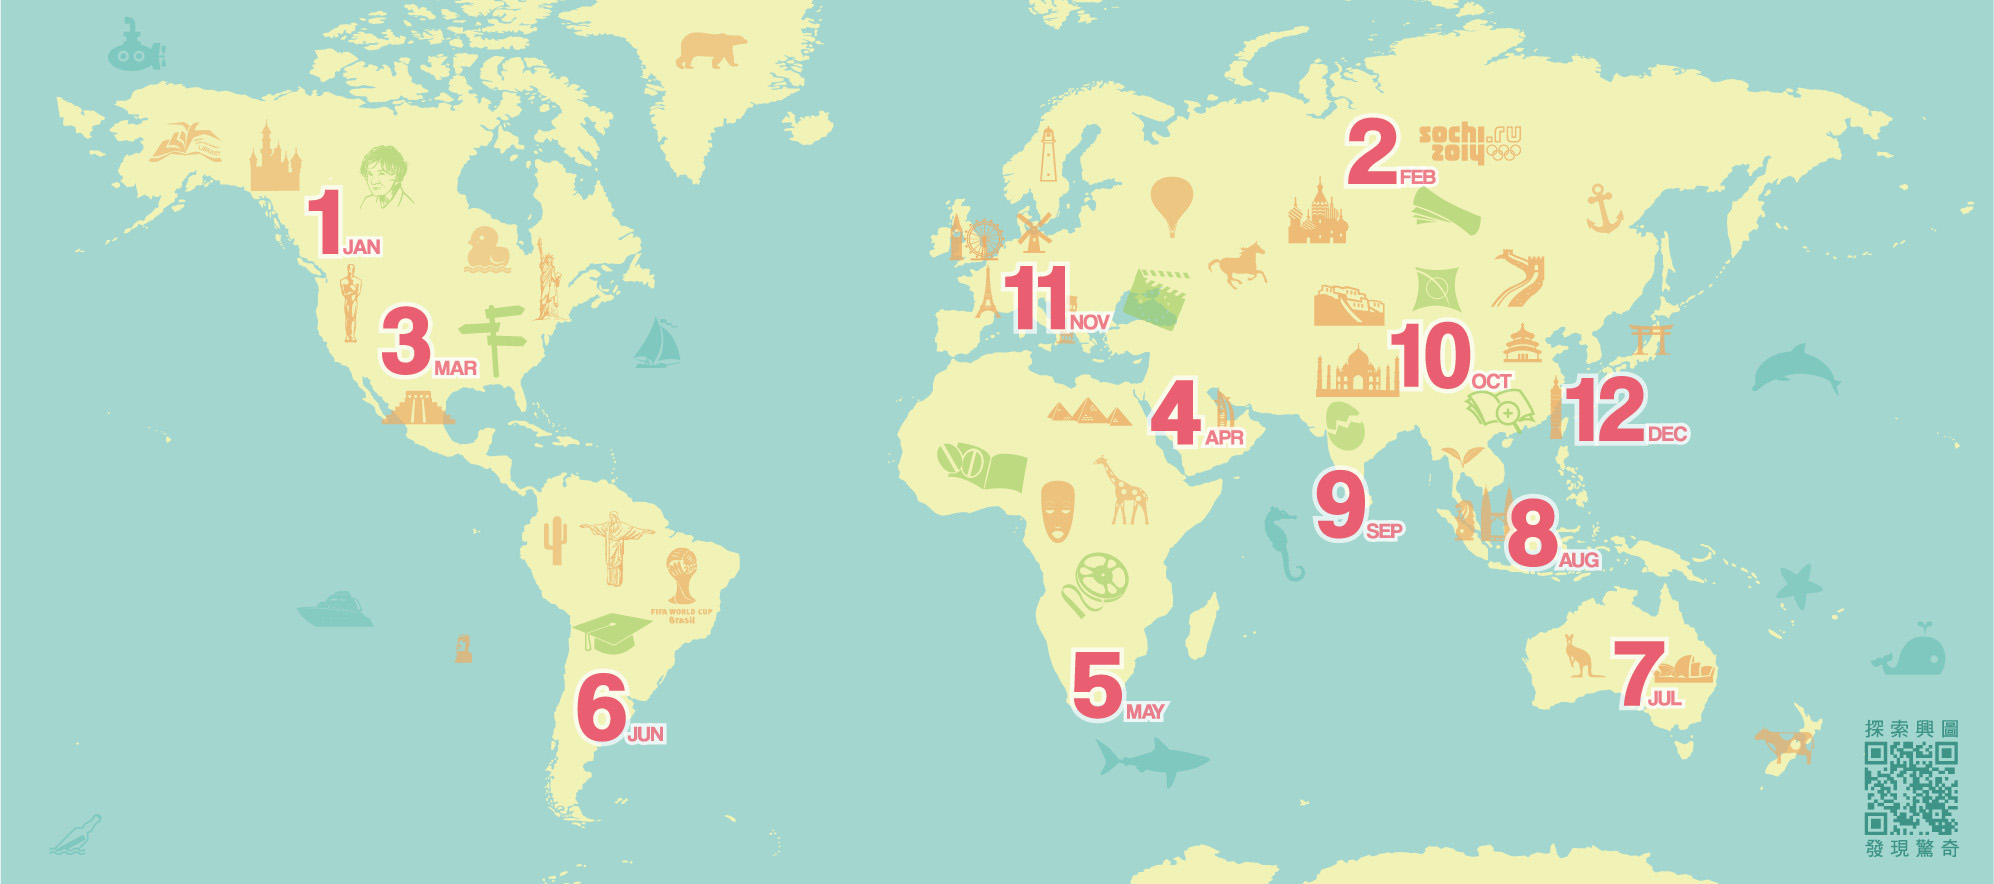 1 JAN
2 FEB
sochi.ru
2014
3 MAR
11 NOV
10 OCT
4 APR
12 DEC
9 SEP
8 AUG
FIFA WORLD CUP
Brasil
6 JUN
5 MAY
7 JUL
探索興圖
發現驚奇